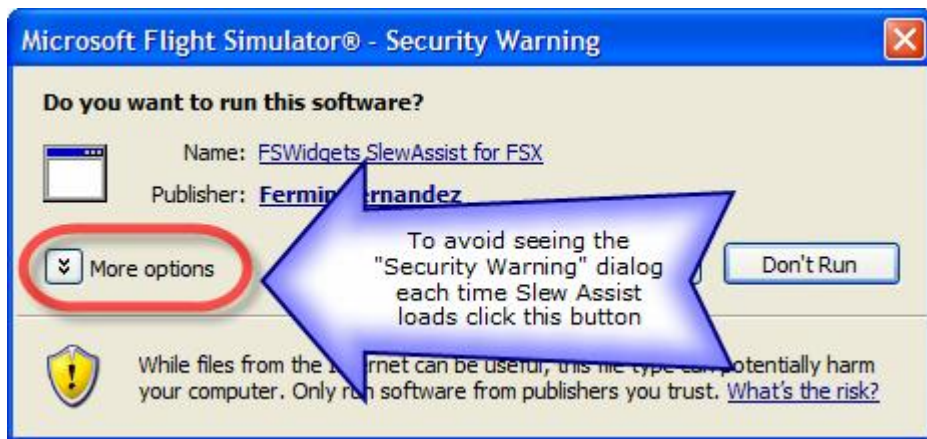 Microsoft Flight Simulator® - Security Warning
Do you want to run this software?
Name: FSWidgets SlewAssist for FSX
Publisher: Fermin
More options
To avoid seeing the
"Security Warning" dialog
each time Slew Assist
loads click this button
Don't Run
While files from the can be useful, this file type can potentially harm
your computer. Only run software from publishers you trust. What's the risk?